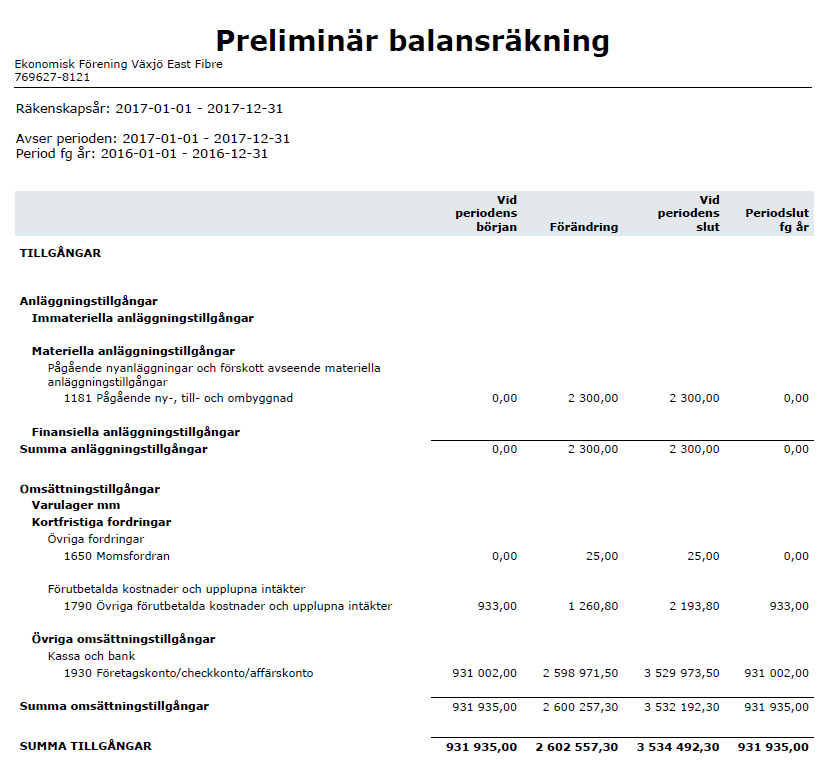 Preliminär balansräkning
Ekonomisk Förening Växjö East Fibre
769627-8121
Räkenskapsår: 2017-01-01 - 2017-12-31
Avser perioden: 2017-01-01 - 2017-12-31
Period fg år: 2016-01-01 - 2016-12-31
Vid periodens början Förändring Vid periodens slut Periodslut fg år
TILLGÅNGAR
Anläggningstillgångar
Immateriella anläggningstillgångar
Materiella anläggningstillgångar
Pågående nyanläggningar och förskott avseende materiella
anläggningstillgångar
1181 Pågående ny-, till- och ombyggnad 0,00 2 300,00 2 300,00 0,00
Finansiella anläggningstillgångar
Summa anläggningstillgångar 0,00 2 300,00 2 300,00 0,00
Omsättningstillgångar
Varulager mm
Kortfristiga fordringar
Övriga fordringar
1650 Momsfordran 0,00 25,00 25,00 0,00
Förutbetalda kostnader och upplupna intäkter
1790 Övriga förutbetalda kostnader och upplupna intäkter 933,00 1 260,80 2 193,80 933,00
Övriga omsättningstillgångar
Kassa och bank
1930 Företagskonto/checkkonto/affärskonto 931 002,00 2 598 971,50 3 529 973,50 931 002,00
Summa omsättningstillgångar 931 935,00 2 600 257,30 3 532 192,30 931 935,00
SUMMA TILLGÅNGAR 931 935,00 2 602 557,30 3 534 492,30 931 935,00